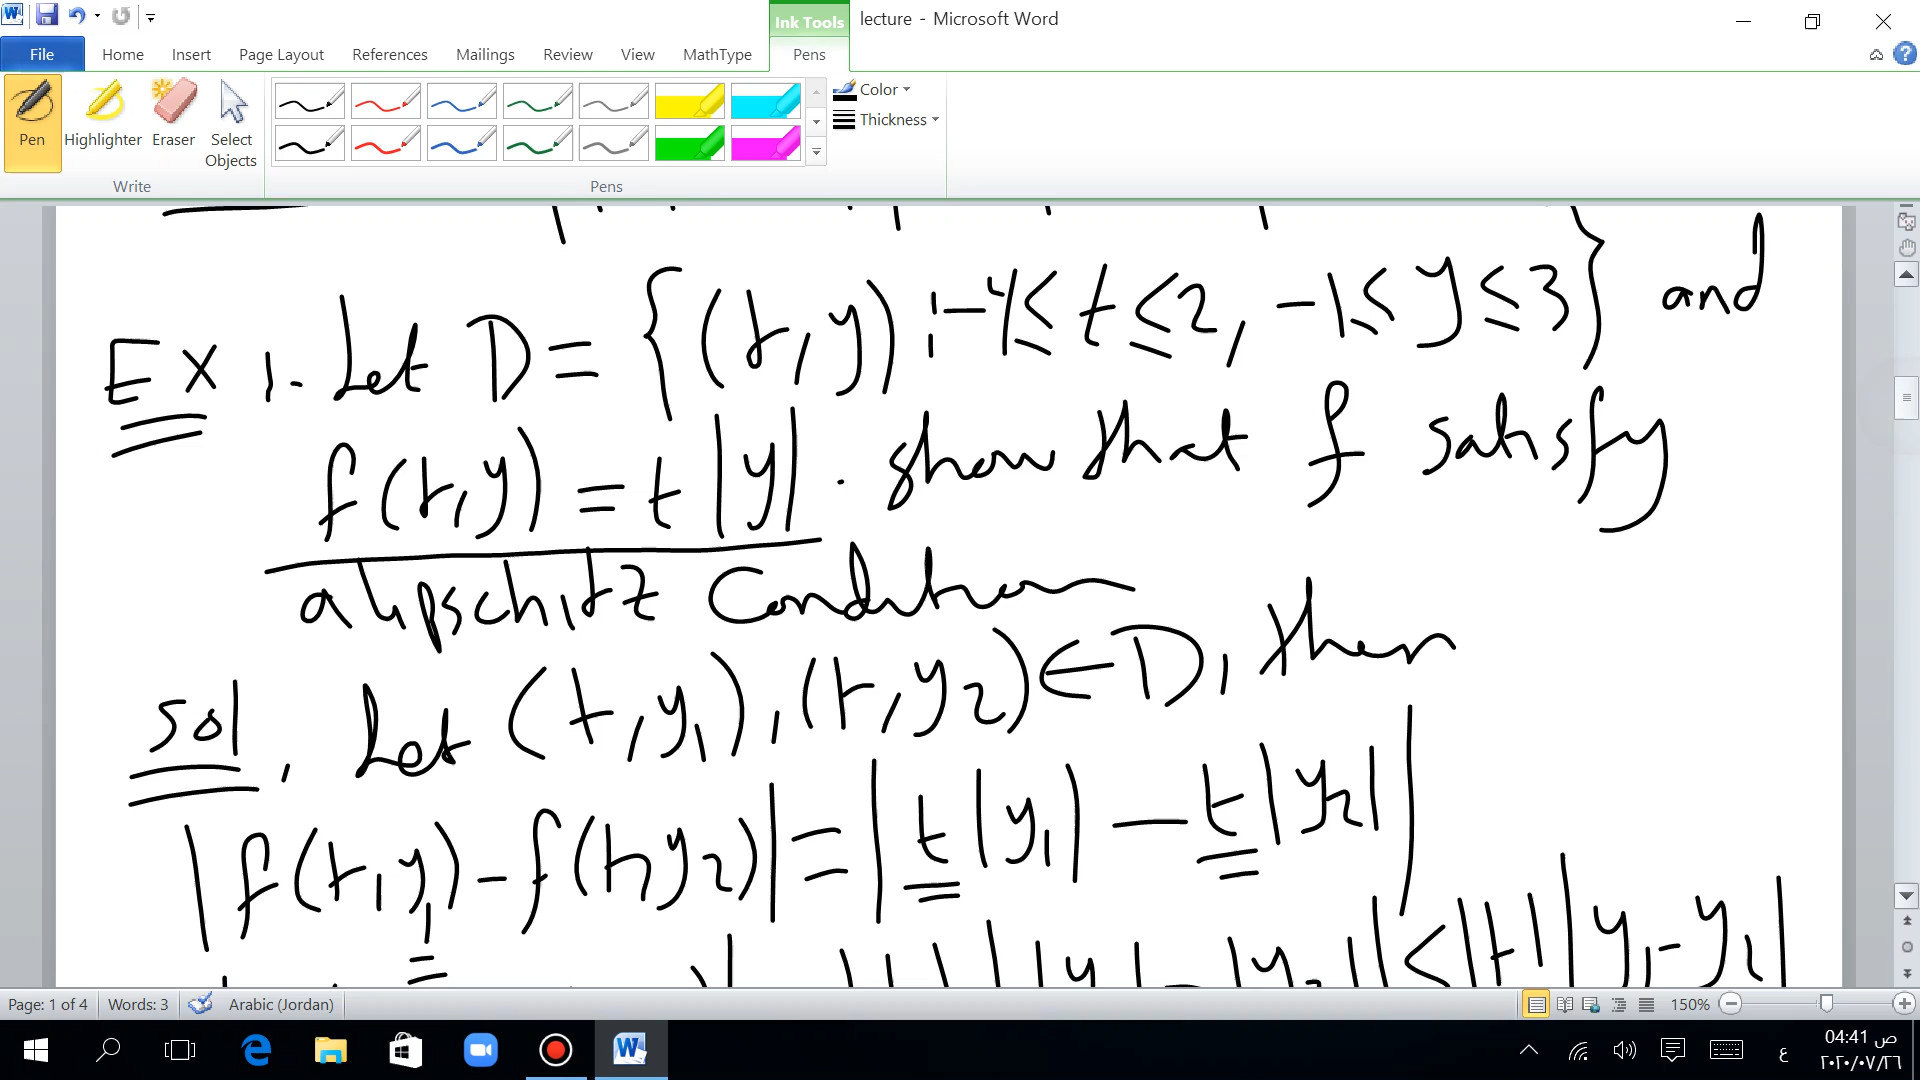 lecture - Microsoft Word
Ink Tools
File Home Insert Page Layout References Mailings Review View MathType Pens
Pen Highlighter Eraser Select Objects
Color
Thickness
Write Pens
Ex 1. Let D = {(t,y) : -4 ≤ t ≤ 2, -1 ≤ y ≤ 3} and
f(t,y) = t|y| . show that f satisfy
a lipschitz Condition
Sol. Let (t,y₁), (t,y₂) ∈ D, then
|f(t,y₁) - f(t,y₂)| = |t|y₁| - t|y₂||
≤ |t| |y₁ - y₂|
Page: 1 of 4 Words: 3 Arabic (Jordan) 150%
ع
04:41 ص
٢٠٢٠/٠٧/٢٦